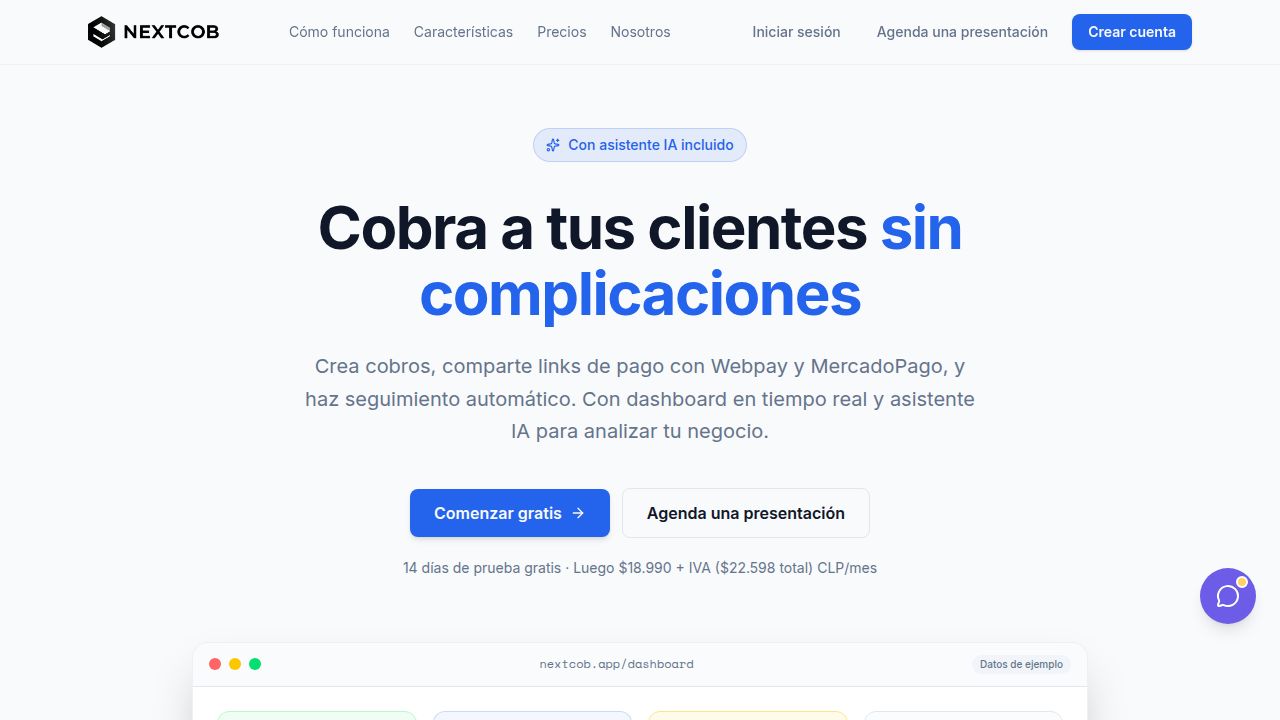 NEXTCOB
Cómo funciona
Características
Precios
Nosotros
Iniciar sesión
Agenda una presentación
Crear cuenta
Con asistente IA incluido
Cobra a tus clientes sin
complicaciones
Crea cobros, comparte links de pago con Webpay y MercadoPago, y
haz seguimiento automático. Con dashboard en tiempo real y asistente
IA para analizar tu negocio.
Comenzar gratis
Agenda una presentación
14 días de prueba gratis · Luego $18.990 + IVA ($22.598 total) CLP/mes
nextcob.app/dashboard
Datos de ejemplo